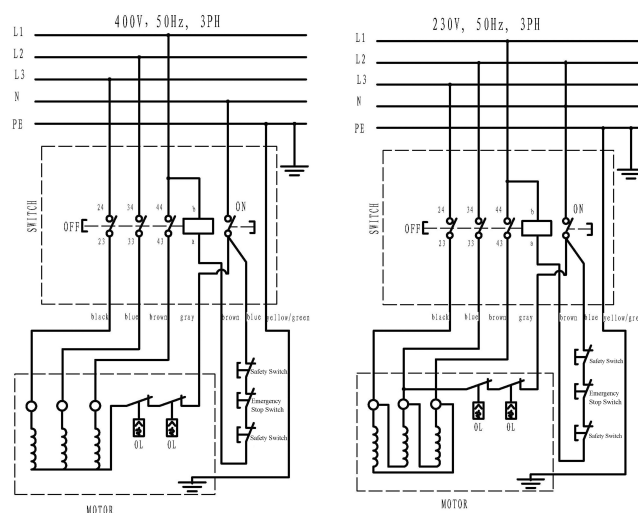 400V, 50Hz, 3PH
L1
L2
L3
N
PE
SWITCH
24
34
44
b
ON
OFF
23
33
43
a
black
blue
brown
gray
brown
blue
yellow/green
Safety Switch
Emergency
Stop Switch
Safety Switch
OL
OL
MOTOR
230V, 50Hz, 3PH
L1
L2
L3
N
PE
SWITCH
24
34
44
b
ON
OFF
23
33
43
a
black
blue
brown
gray
brown
blue
yellow/green
Safety Switch
Emergency
Stop Switch
Safety Switch
OL
OL
MOTOR